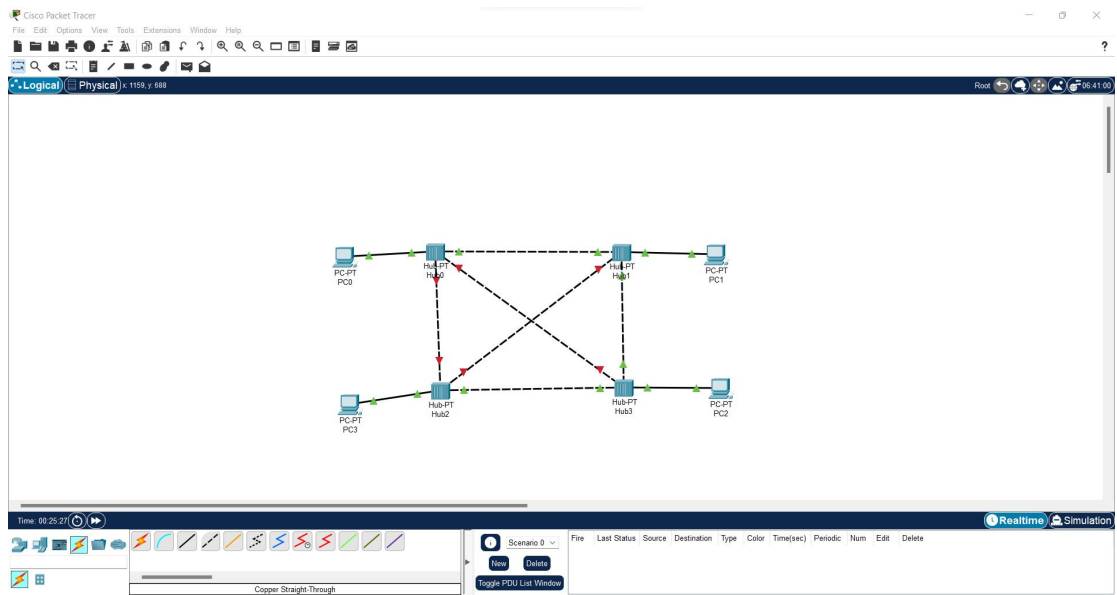 Cisco Packet Tracer
File Edit Options View Tools Extensions Window Help
?
Logical Physical x: 1159, y: 688 Root 06:41:00
PC-PT
PC0
Hub-PT
Hub0
Hub-PT
Hub1
PC-PT
PC1
PC-PT
PC3
Hub-PT
Hub2
Hub-PT
Hub3
PC-PT
PC2
Time: 00:25:27 Realtime Simulation
Scenario 0
New Delete
Toggle PDU List Window
Fire Last Status Source Destination Type Color Time(sec) Periodic Num Edit Delete
Copper Straight-Through